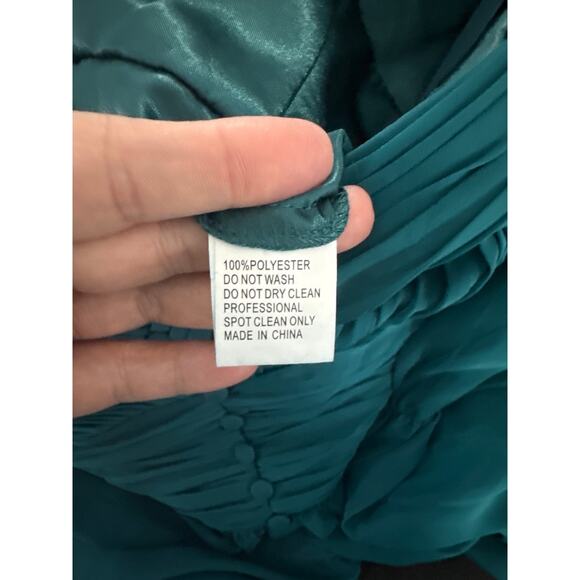 100%POLYESTER
DO NOT WASH
DO NOT DRY CLEAN
PROFESSIONAL
SPOT CLEAN ONLY
MADE IN CHINA